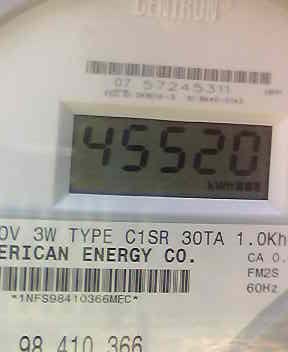 CENTRON
07 57245311
45520
kWh888
0V 3W TYPE C1SR 30TA 1.0Kh
ERICAN ENERGY CO. CA 0.
FM2S
*1NFS98410366MEC* 60Hz
98 410 366